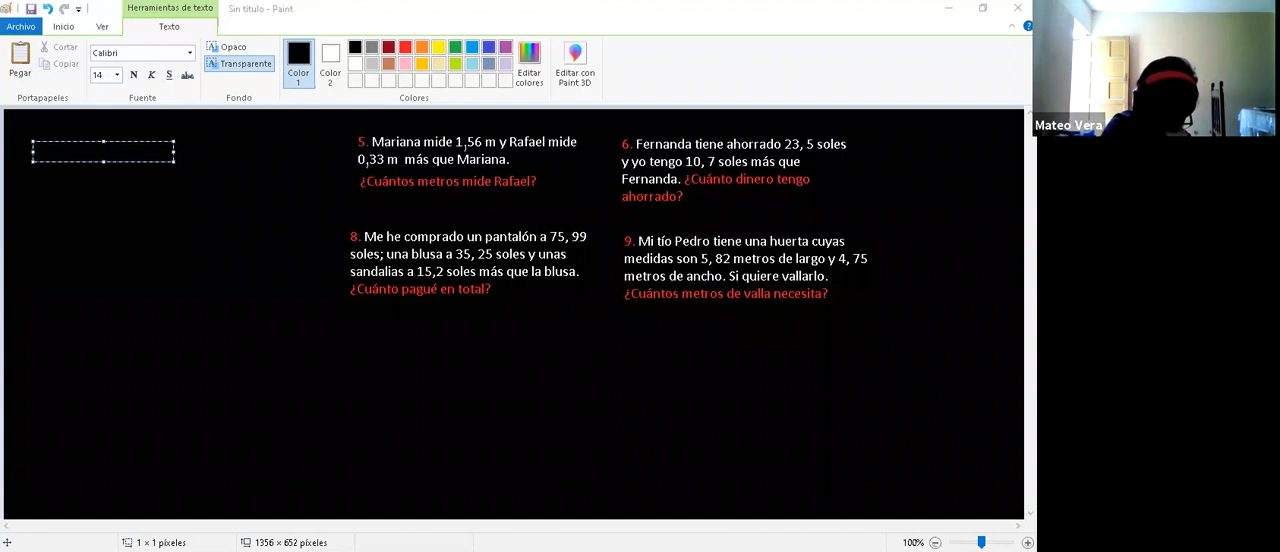 Herramientas de texto
Sin título - Paint
Archivo Inicio Ver Texto
Pegar
Cortar
Copiar
Portapapeles
Calibri
14
N K S abc
Fuente
Opaco
Transparente
Fondo
Color 1
Color 2
Colores
Editar colores
Editar con Paint 3D
Mateo Vera
5. Mariana mide 1,56 m y Rafael mide
0,33 m más que Mariana.
¿Cuántos metros mide Rafael?
6. Fernanda tiene ahorrado 23, 5 soles
y yo tengo 10, 7 soles más que
Fernanda. ¿Cuánto dinero tengo
ahorrado?
8. Me he comprado un pantalón a 75, 99
soles; una blusa a 35, 25 soles y unas
sandalias a 15,2 soles más que la blusa.
¿Cuánto pagué en total?
9. Mi tío Pedro tiene una huerta cuyas
medidas son 5, 82 metros de largo y 4, 75
metros de ancho. Si quiere vallarlo.
¿Cuántos metros de valla necesita?
1 × 1 píxeles
1356 × 652 píxeles
100%